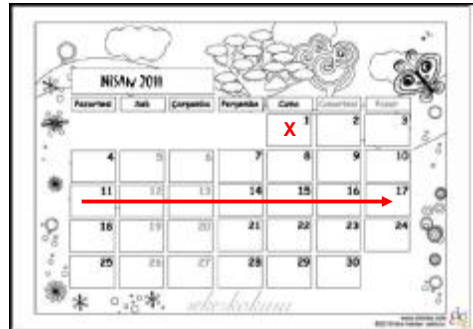 NİSAN 2011
Pazartesi Salı Çarşamba Perşembe Cuma Cumartesi Pazar
X 1 2 3
4 5 6 7 8 9 10
11 12 13 14 15 16 17
18 19 20 21 22 23 24
25 26 27 28 29 30